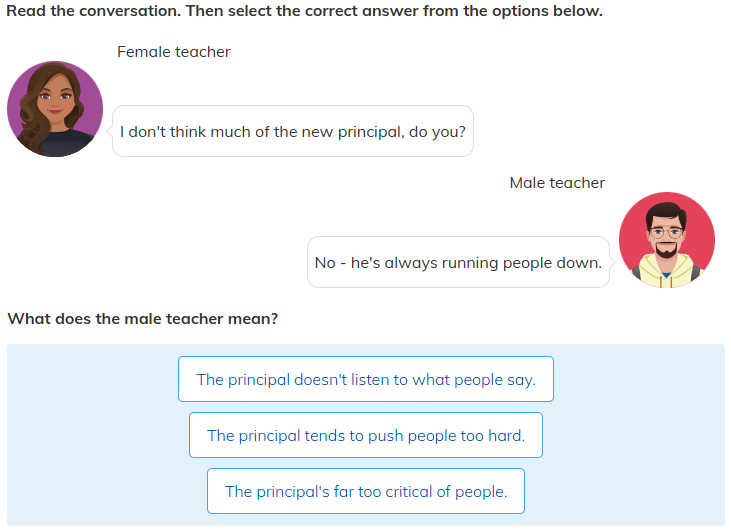 Read the conversation. Then select the correct answer from the options below.
Female teacher
I don't think much of the new principal, do you?
Male teacher
No - he's always running people down.
What does the male teacher mean?
The principal doesn't listen to what people say.
The principal tends to push people too hard.
The principal's far too critical of people.